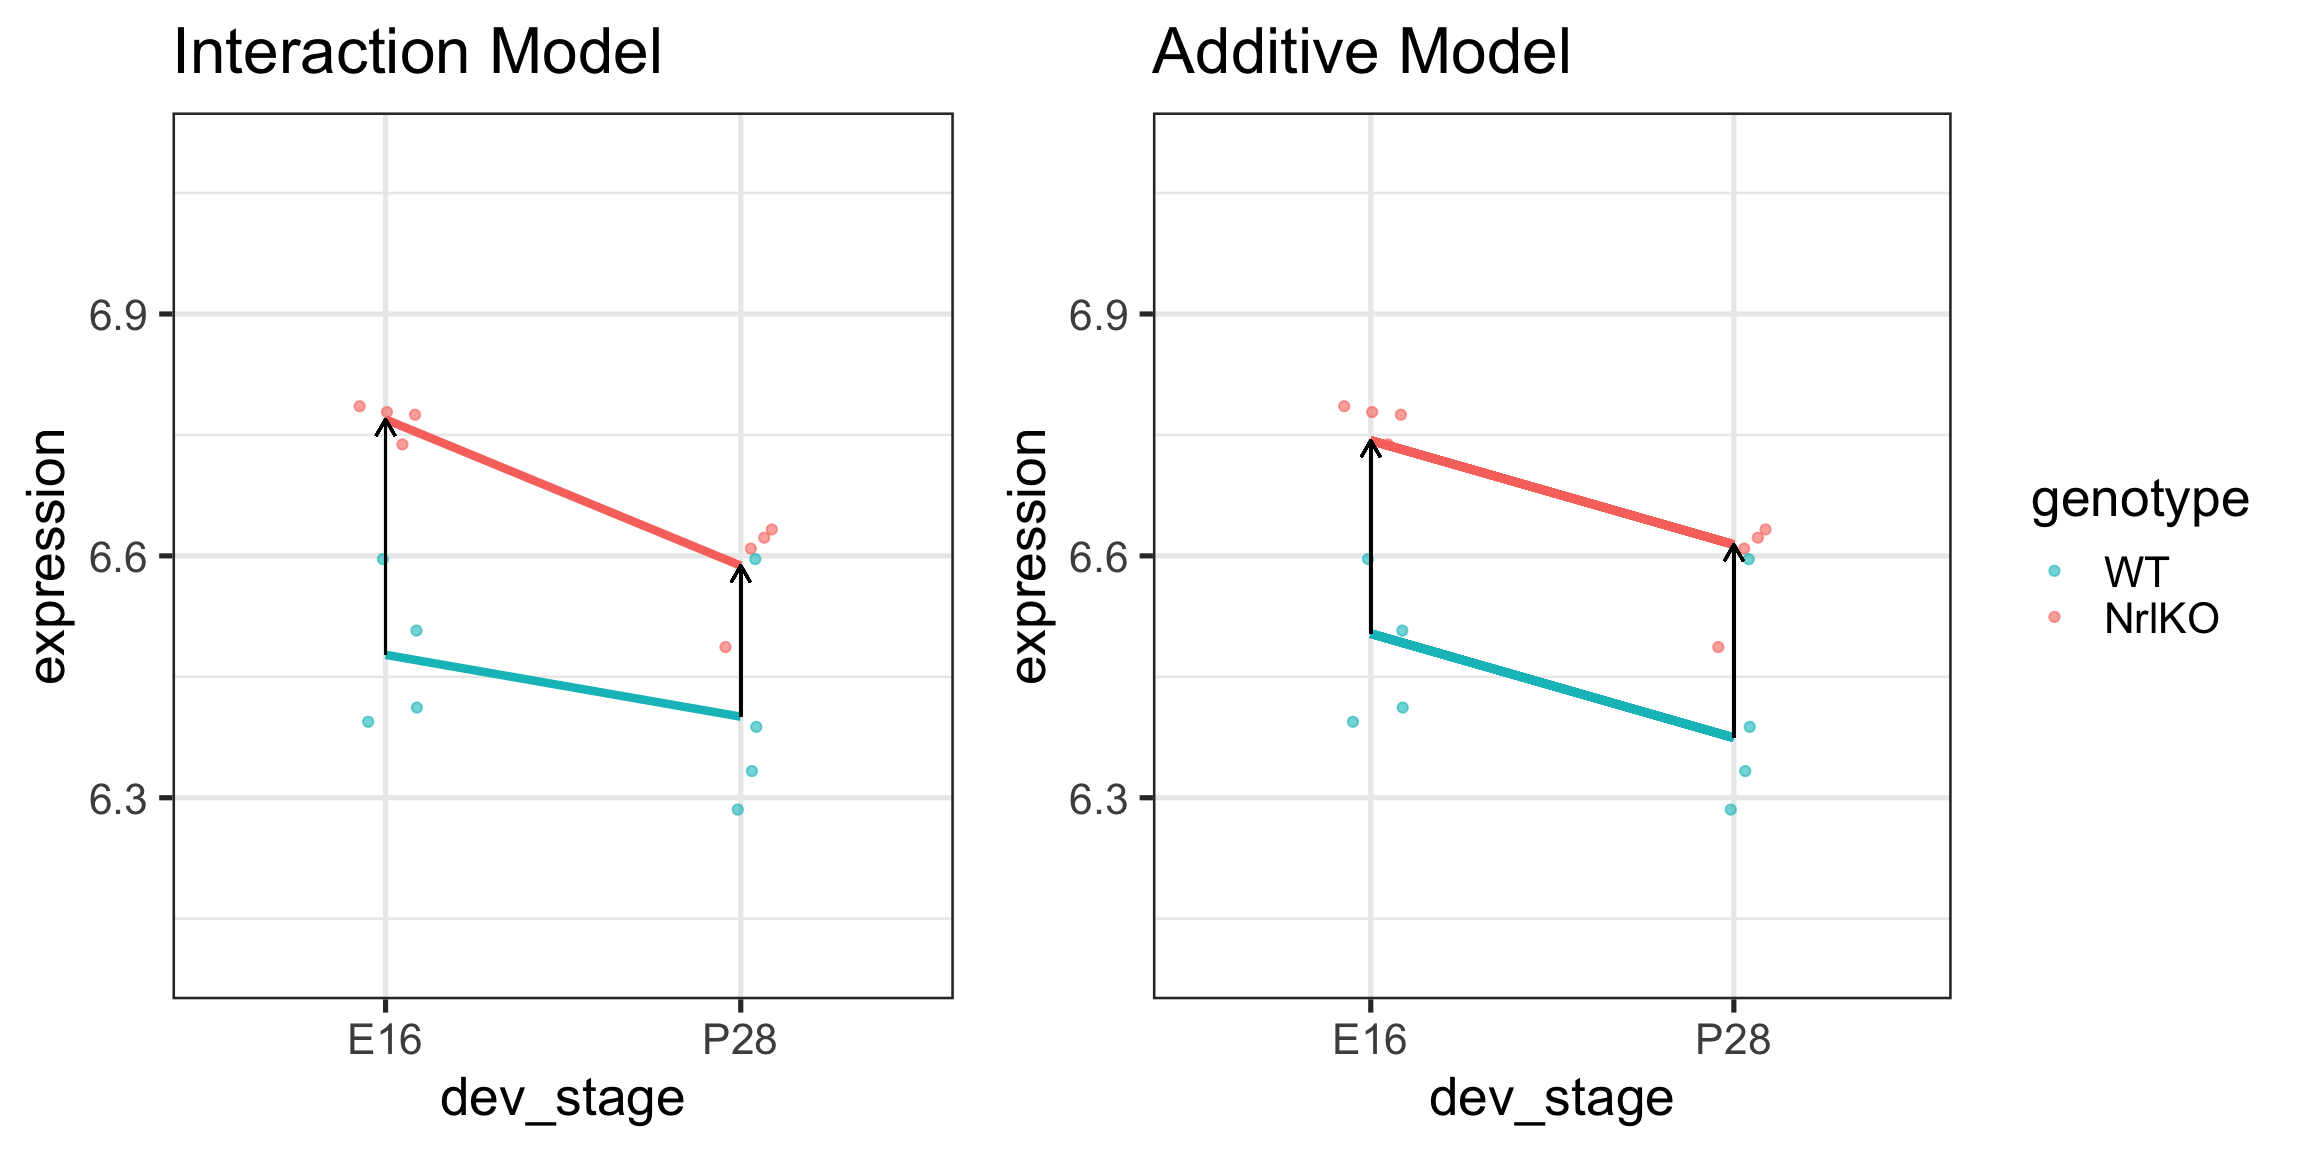 Interaction Model
Additive Model
expression
6.9
6.6
6.3
E16
P28
dev_stage
expression
6.9
6.6
6.3
E16
P28
dev_stage
genotype
WT
NrlKO